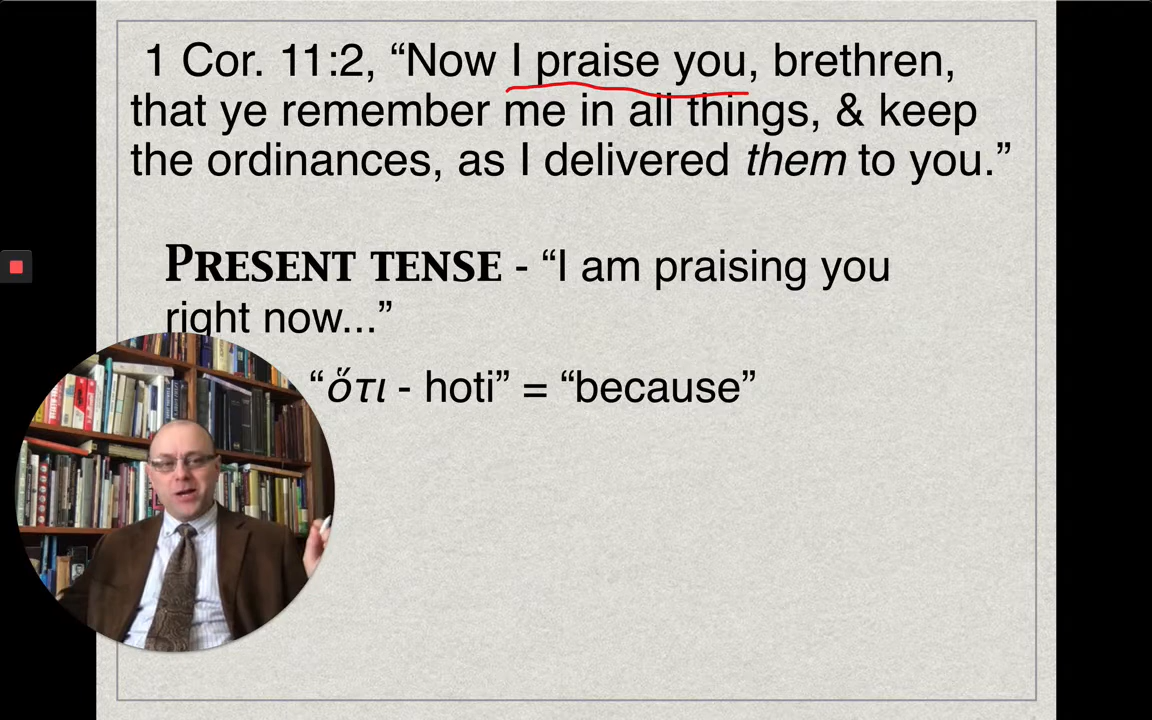 1 Cor. 11:2, “Now I praise you, brethren,
that ye remember me in all things, & keep
the ordinances, as I delivered them to you.”
PRESENT TENSE - “I am praising you
right now...”
“ὅτι - hoti” = “because”